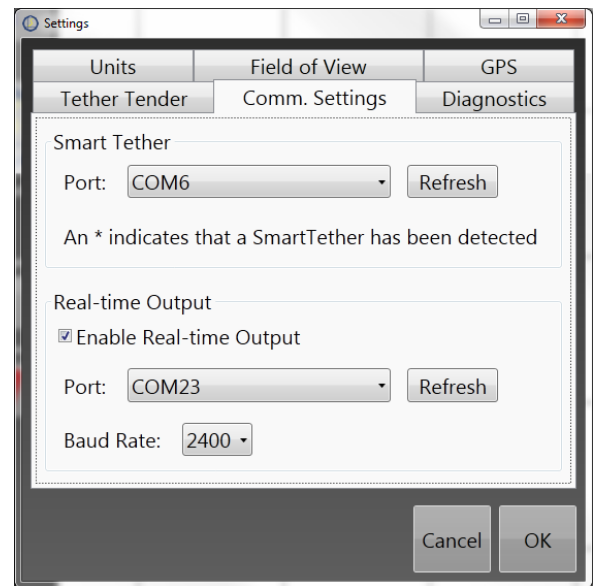 Settings
Units Field of View GPS
Tether Tender Comm. Settings Diagnostics
Smart Tether
Port: COM6 Refresh
An * indicates that a SmartTether has been detected
Real-time Output
Enable Real-time Output
Port: COM23 Refresh
Baud Rate: 2400
Cancel OK